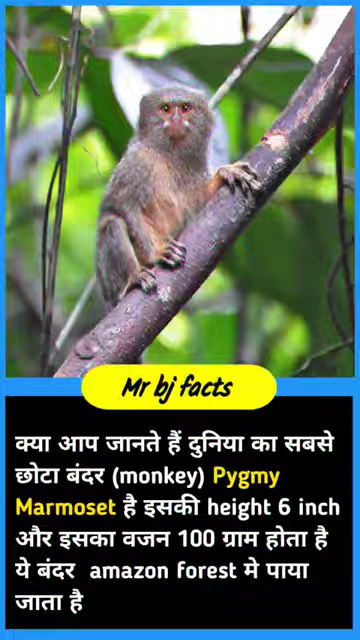 Mr bj facts
क्या आप जानते हैं दुनिया का सबसे
छोटा बंदर (monkey) Pygmy
Marmoset है इसकी height 6 inch
और इसका वजन 100 ग्राम होता है
ये बंदर amazon forest मे पाया
जाता है